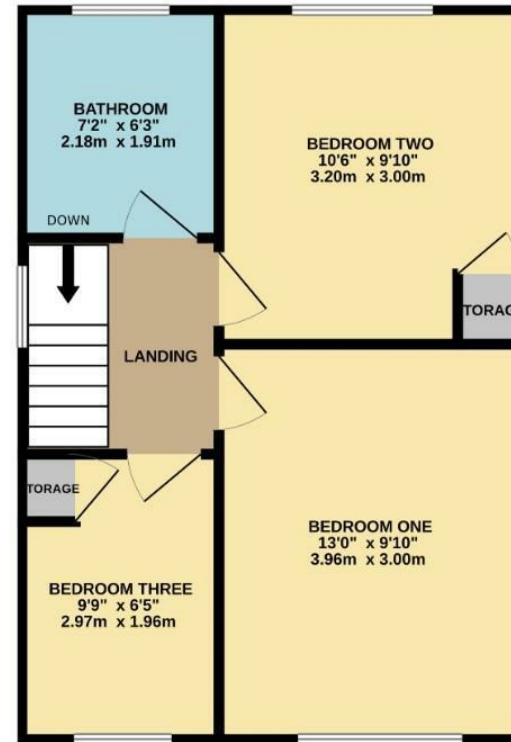 BATHROOM
7'2" x 6'3"
2.18m x 1.91m
BEDROOM TWO
10'6" x 9'10"
3.20m x 3.00m
DOWN
TORAG
LANDING
TORAGE
BEDROOM ONE
13'0" x 9'10"
3.96m x 3.00m
BEDROOM THREE
9'9" x 6'5"
2.97m x 1.96m